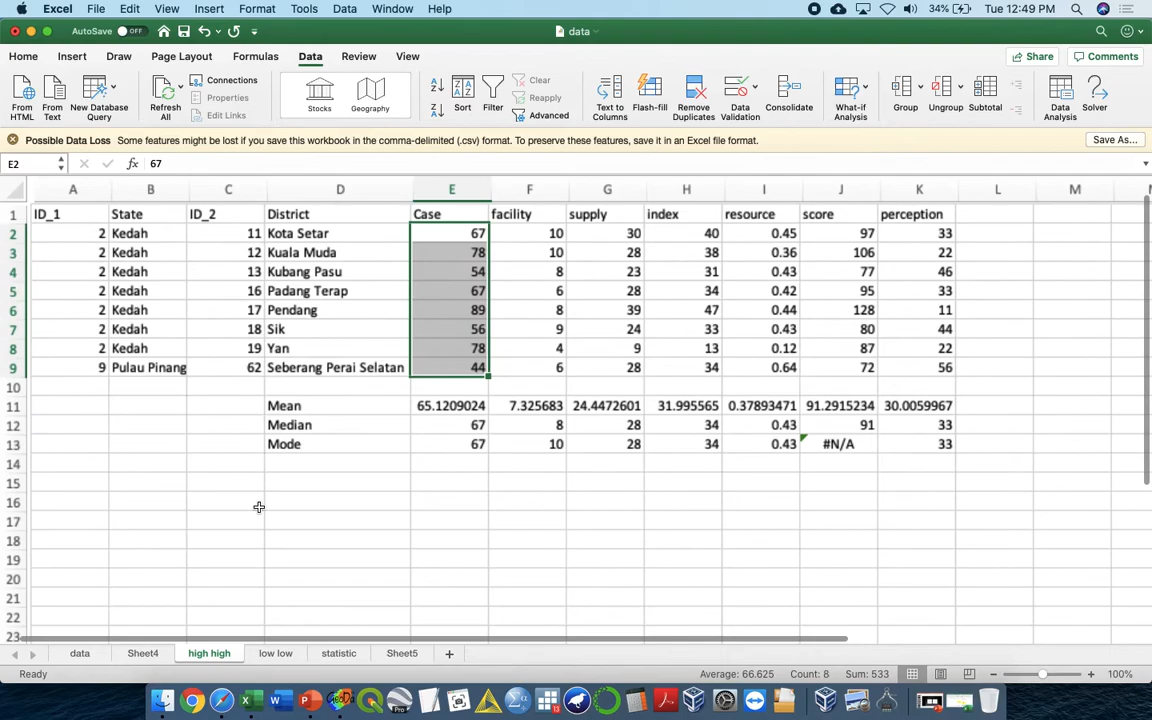 Excel File Edit View Insert Format Tools Data Window Help 34% Tue 12:49 PM
AutoSave OFF data
Home Insert Draw Page Layout Formulas Data Review View Share Comments
From HTML From Text New Database Query Refresh All Connections Properties Edit Links Stocks Geography Sort Filter Clear Reapply Advanced Text to Columns Flash-fill Remove Duplicates Data Validation Consolidate What-if Analysis Group Ungroup Subtotal Data Analysis Solver
Possible Data Loss Some features might be lost if you save this workbook in the comma-delimited (.csv) format. To preserve these features, save it in an Excel file format. Save As...
E2 fx 67
A B C D E F G H I J K L M
1 ID_1 State ID_2 District Case facility supply index resource score perception
2 2 Kedah 11 Kota Setar 67 10 30 40 0.45 97 33
3 2 Kedah 12 Kuala Muda 78 10 28 38 0.36 106 22
4 2 Kedah 13 Kubang Pasu 54 8 23 31 0.43 77 46
5 2 Kedah 16 Padang Terap 67 6 28 34 0.42 95 33
6 2 Kedah 17 Pendang 89 8 39 47 0.44 128 11
7 2 Kedah 18 Sik 56 9 24 33 0.43 80 44
8 2 Kedah 19 Yan 78 4 9 13 0.12 87 22
9 9 Pulau Pinang 62 Seberang Perai Selatan 44 6 28 34 0.64 72 56
10
11 Mean 65.1209024 7.325683 24.4472601 31.995565 0.37893471 91.2915234 30.0059967
12 Median 67 8 28 34 0.43 91 33
13 Mode 67 10 28 34 0.43 #N/A 33
14
15
16
17
18
19
20
21
22
23
data Sheet4 high high low low statistic Sheet5
Ready Average: 66.625 Count: 8 Sum: 533 100%